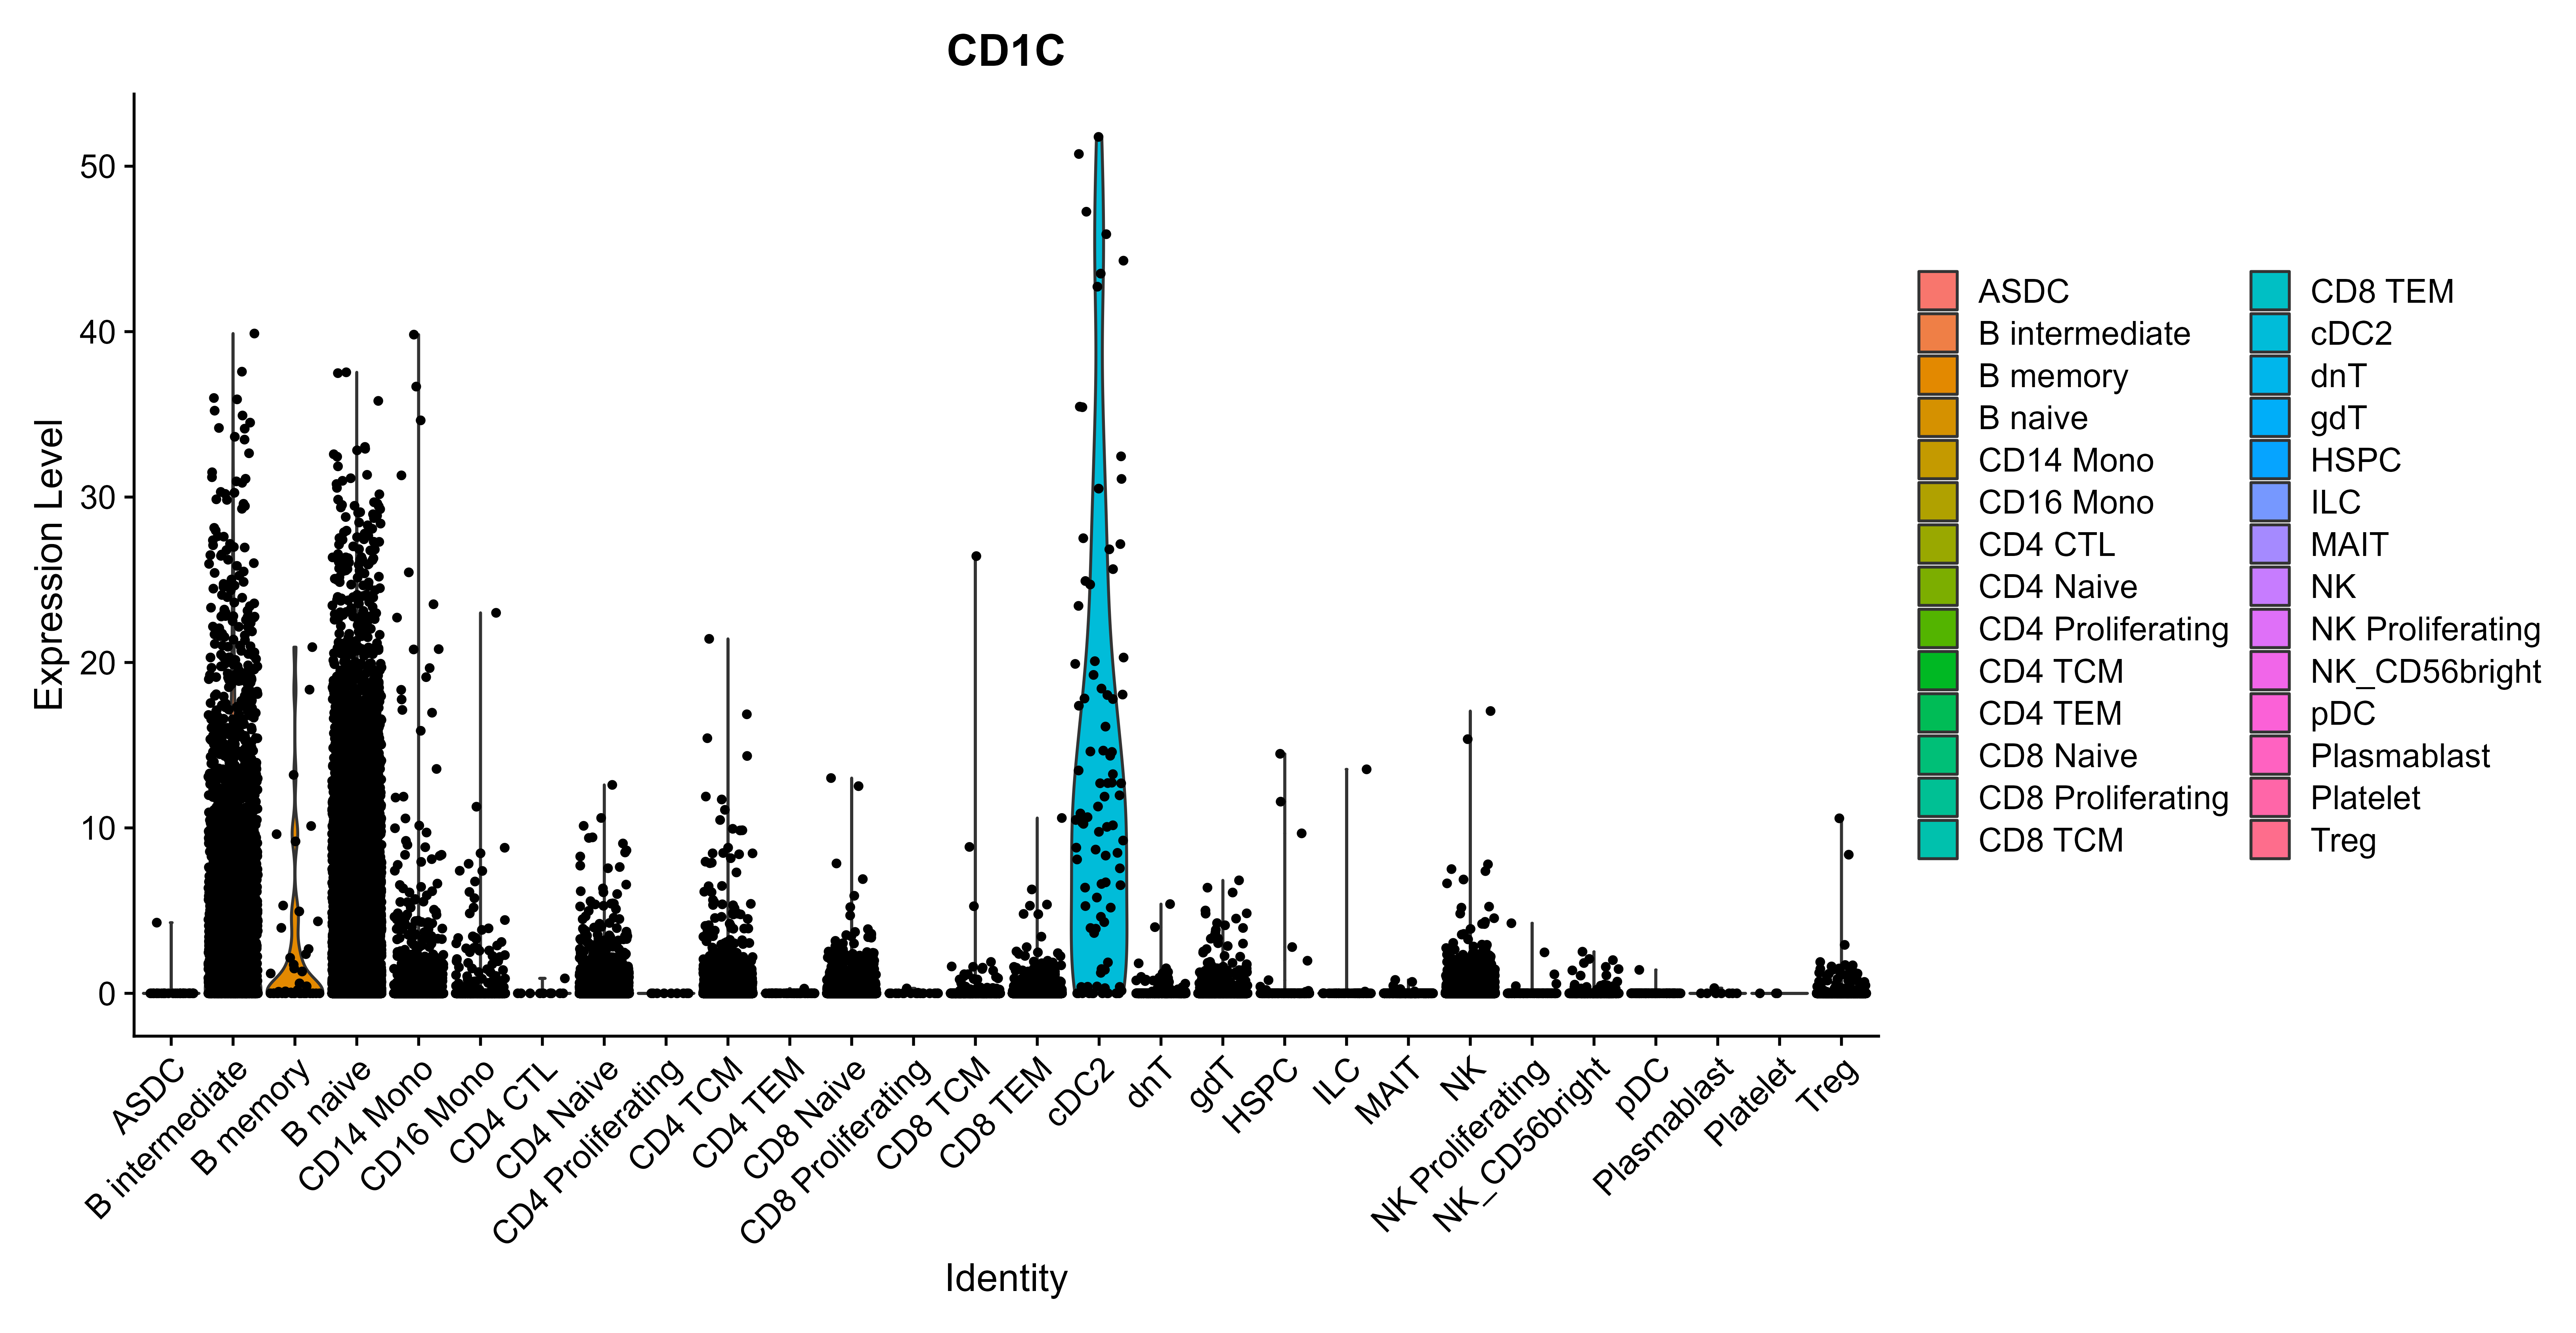 CD1C
Expression Level
50
40
30
20
10
0
ASDC
B intermediate
B memory
B naive
CD14 Mono
CD16 Mono
CD4 CTL
CD4 Naive
CD4 Proliferating
CD4 TCM
CD4 TEM
CD8 Naive
CD8 Proliferating
CD8 TCM
CD8 TEM
cDC2
dnT
gdT
HSPC
ILC
MAIT
NK
NK Proliferating
NK_CD56bright
pDC
Plasmablast
Platelet
Treg
Identity
ASDC
B intermediate
B memory
B naive
CD14 Mono
CD16 Mono
CD4 CTL
CD4 Naive
CD4 Proliferating
CD4 TCM
CD4 TEM
CD8 Naive
CD8 Proliferating
CD8 TCM
CD8 TEM
cDC2
dnT
gdT
HSPC
ILC
MAIT
NK
NK Proliferating
NK_CD56bright
pDC
Plasmablast
Platelet
Treg